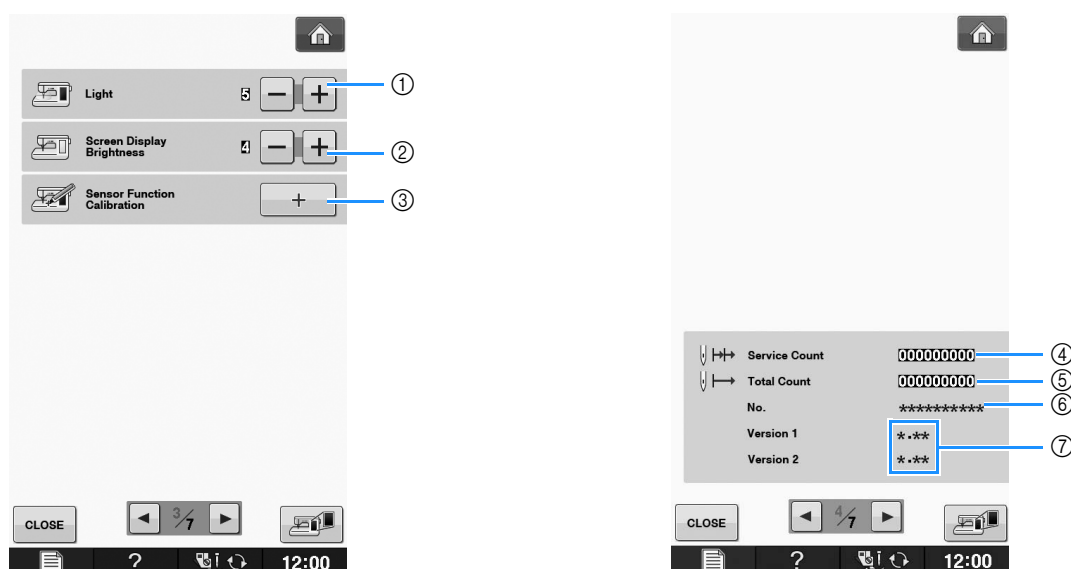 Light 5 − + ①
Screen Display
Brightness 4 − + ②
Sensor Function
Calibration + ③
CLOSE 3/7
? 12:00
Service Count 000000000 ④
Total Count 000000000 ⑤
No. ********** ⑥
Version 1 *.**
Version 2 *.** ⑦
CLOSE 4/7
? 12:00